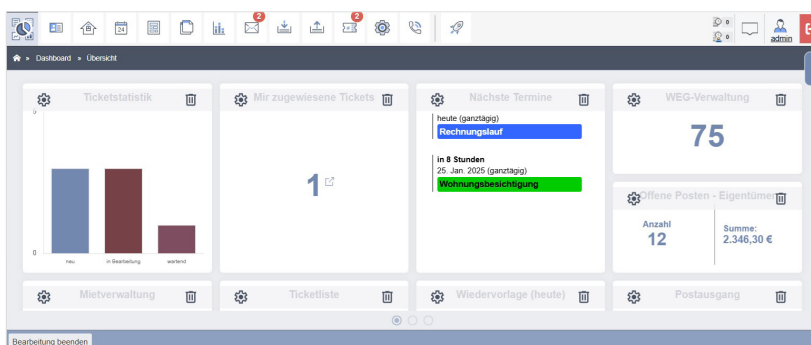 24
2
2
0
0
admin
» Dashboard » Übersicht
Ticketstatistik
0
neu
in Bearbeitung
wartend
Mir zugewiesene Tickets
1
Nächste Termine
heute (ganztägig)
Rechnungslauf
in 8 Stunden
25. Jan. 2025 (ganztägig)
Wohnungsbesichtigung
WEG-Verwaltung
75
Offene Posten - Eigentümer
Anzahl
12
Summe:
2.346,30 €
Mietverwaltung
Ticketliste
Wiedervorlage (heute)
Postausgang
Bearbeitung beenden